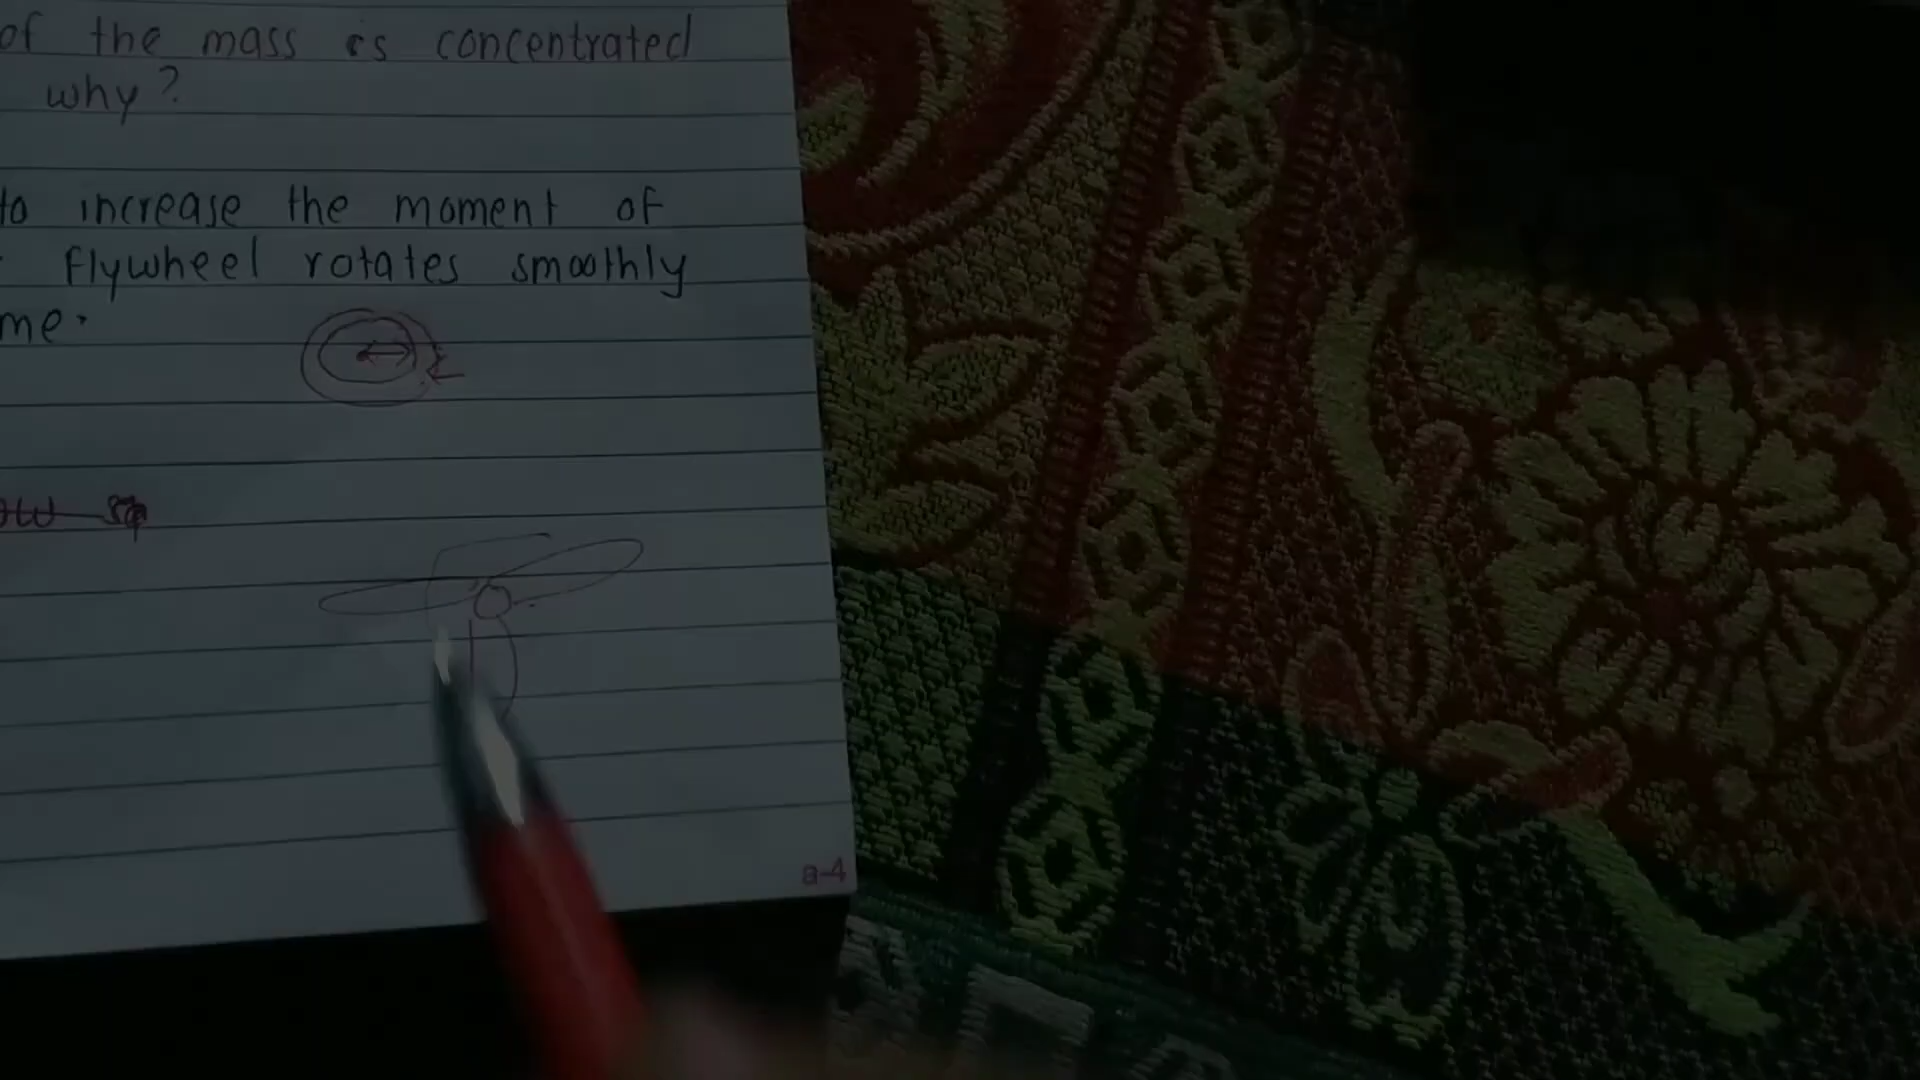 of the mass is concentrated
why?
to increase the moment of
flywheel rotates smoothly
me.
a-4